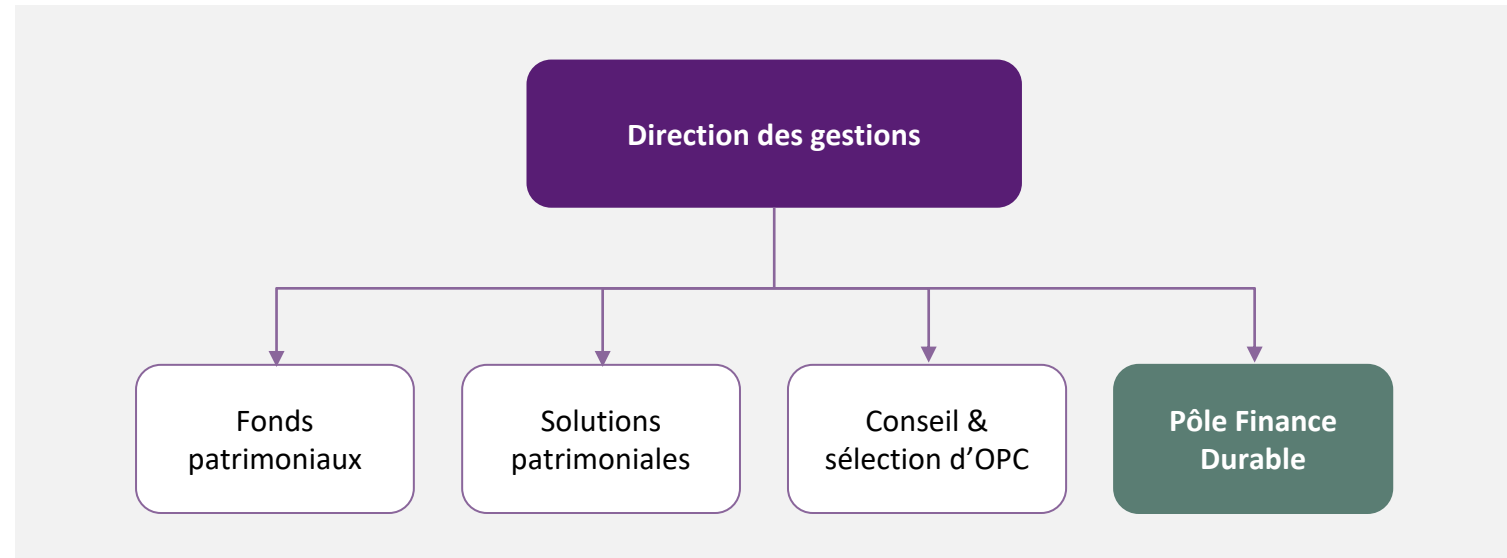 Direction des gestions
Fonds
patrimoniaux
Solutions
patrimoniales
Conseil &
sélection d’OPC
Pôle Finance
Durable